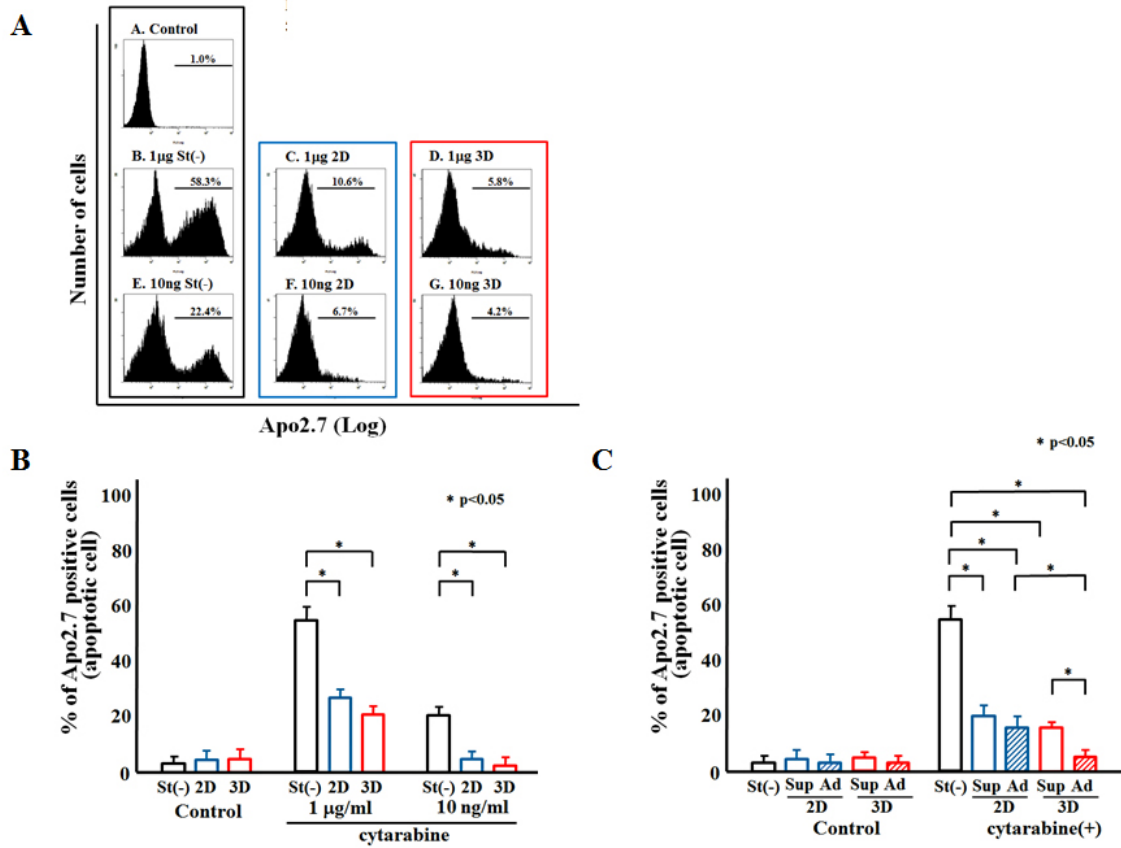 A
A. Control
1.0%
B. 1µg St(-)
58.3%
C. 1µg 2D
10.6%
D. 1µg 3D
5.8%
E. 10ng St(-)
22.4%
F. 10ng 2D
6.7%
G. 10ng 3D
4.2%
Number of cells
Apo2.7 (Log)
B
% of Apo2.7 positive cells
(apoptotic cell)
100
80
60
40
20
0
* p<0.05
*
*
*
*
St(-) 2D 3D St(-) 2D 3D St(-) 2D 3D
Control 1 µg/ml 10 ng/ml
cytarabine
C
* p<0.05
% of Apo2.7 positive cells
(apoptotic cell)
100
80
60
40
20
0
*
*
*
*
*
*
St(-) Sup Ad Sup Ad St(-) Sup Ad Sup Ad
2D 3D 2D 3D
Control cytarabine(+)